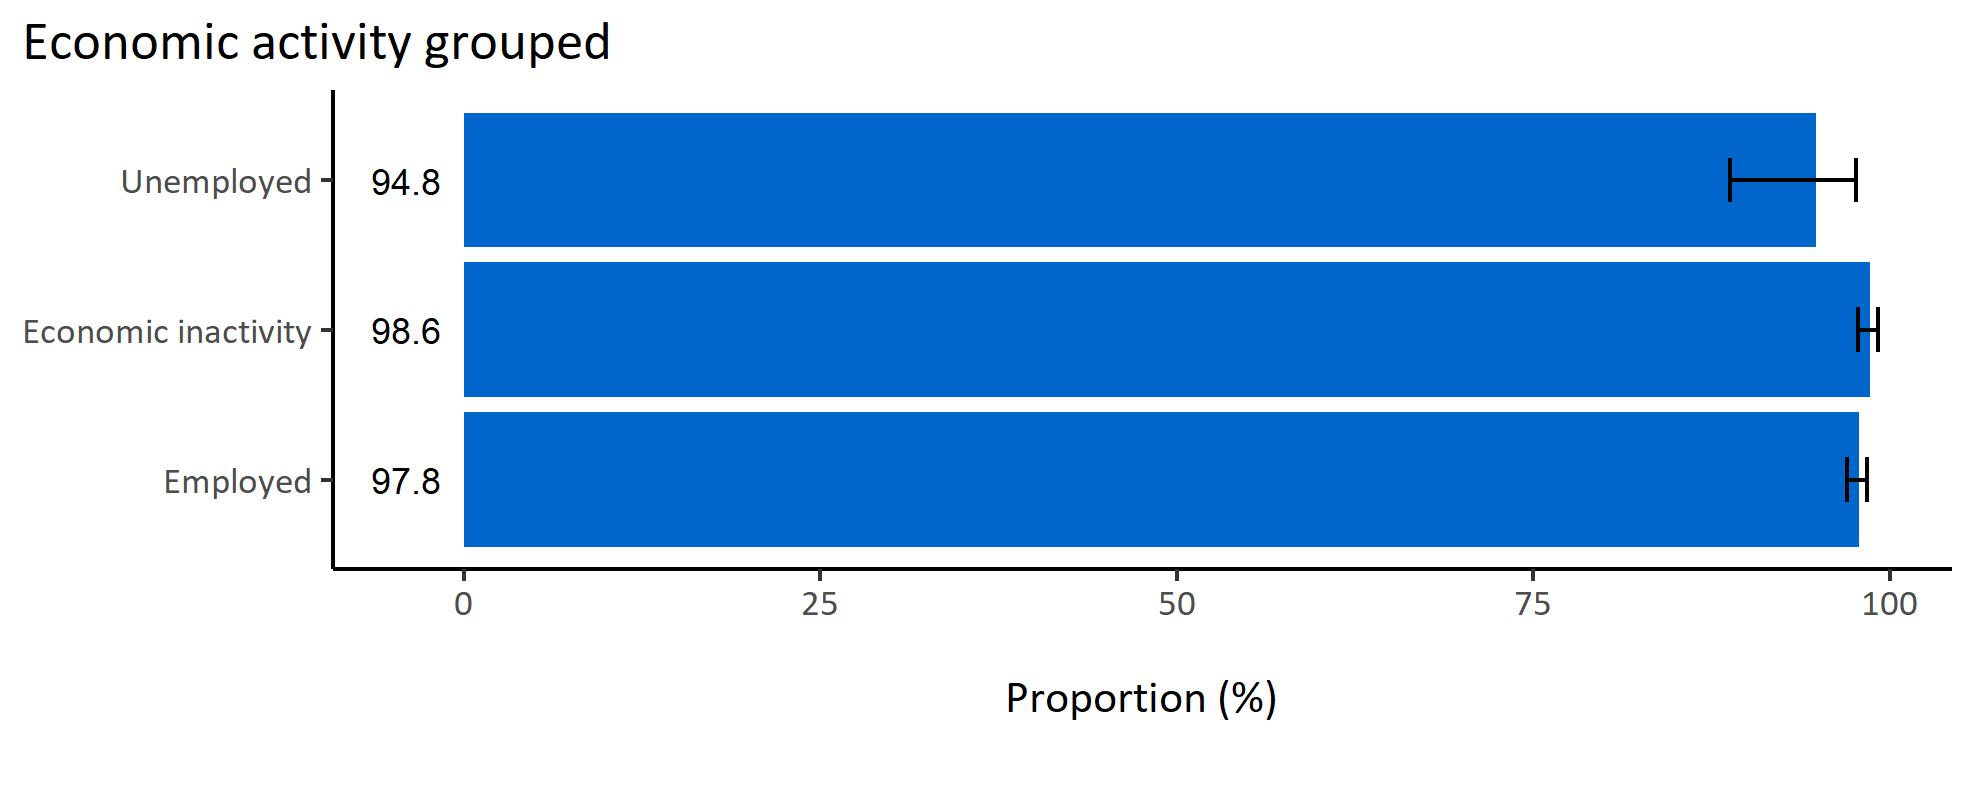 Economic activity grouped
Unemployed 94.8
Economic inactivity 98.6
Employed 97.8
0 25 50 75 100
Proportion (%)